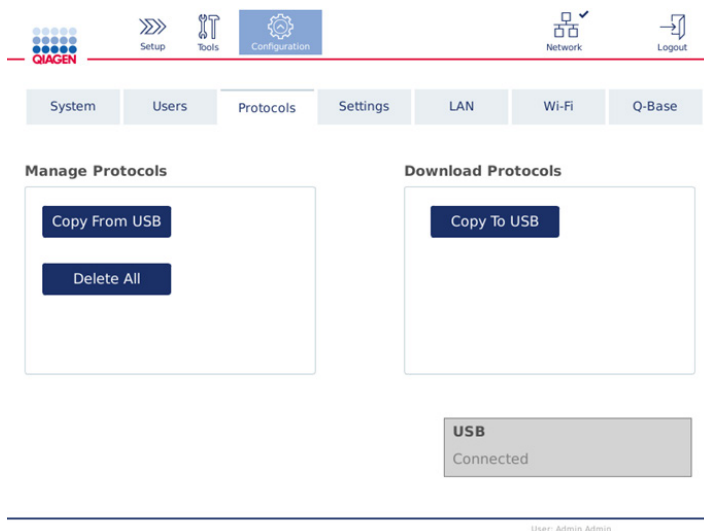 QIAGEN
Setup
Tools
Configuration
Network
Logout
System
Users
Protocols
Settings
LAN
Wi-Fi
Q-Base
Manage Protocols
Download Protocols
Copy From USB
Copy To USB
Delete All
USB
Connected
User: Admin Admin